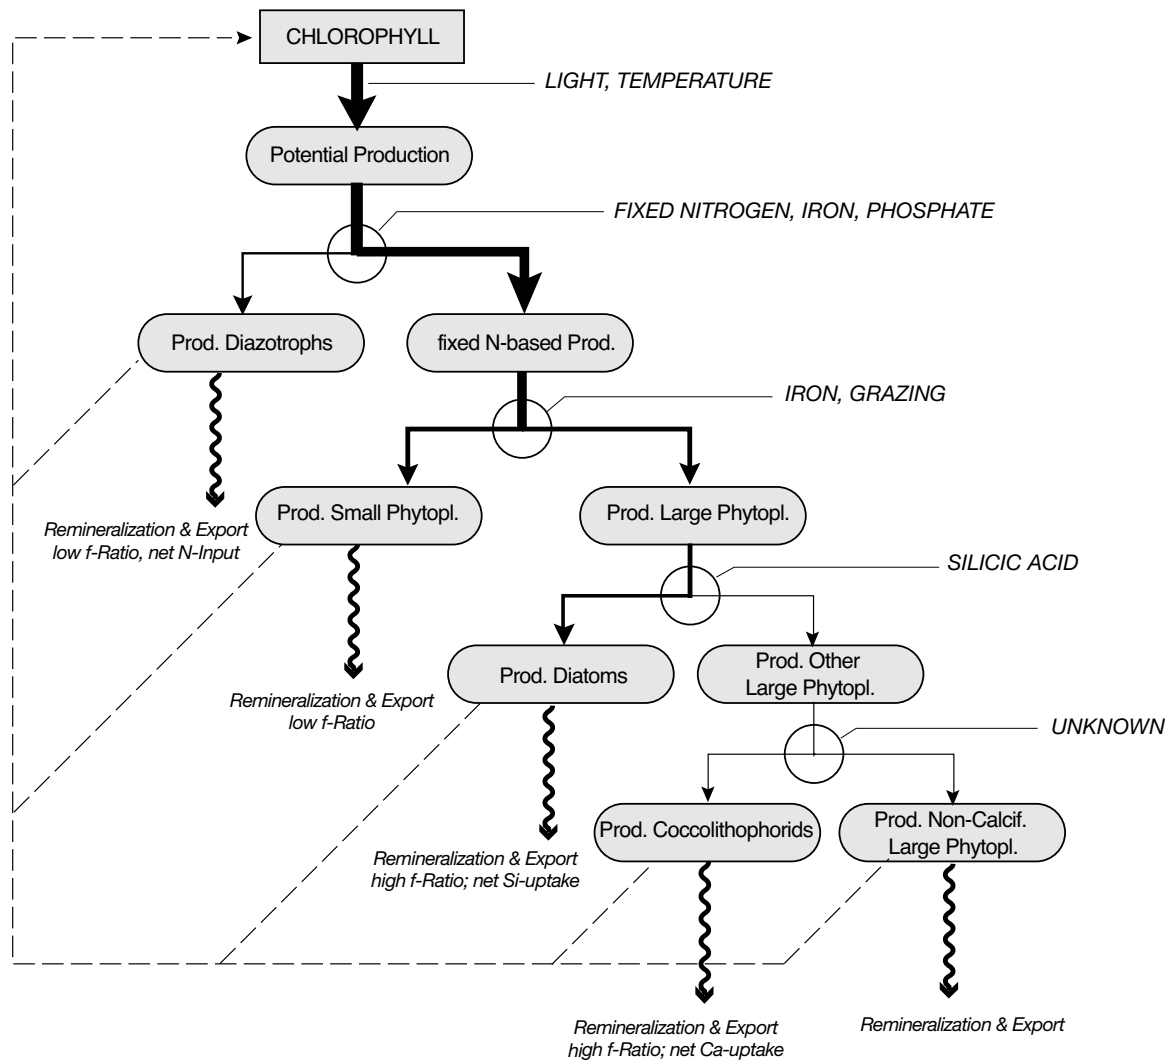 CHLOROPHYLL
LIGHT, TEMPERATURE
Potential Production
FIXED NITROGEN, IRON, PHOSPHATE
Prod. Diazotrophs
fixed N-based Prod.
IRON, GRAZING
Prod. Small Phytopl.
Prod. Large Phytopl.
Remineralization & Export
low f-Ratio, net N-Input
SILICIC ACID
Prod. Diatoms
Prod. Other
Large Phytopl.
Remineralization & Export
low f-Ratio
UNKNOWN
Prod. Coccolithophorids
Prod. Non-Calcif.
Large Phytopl.
Remineralization & Export
high f-Ratio; net Si-uptake
Remineralization & Export
high f-Ratio; net Ca-uptake
Remineralization & Export